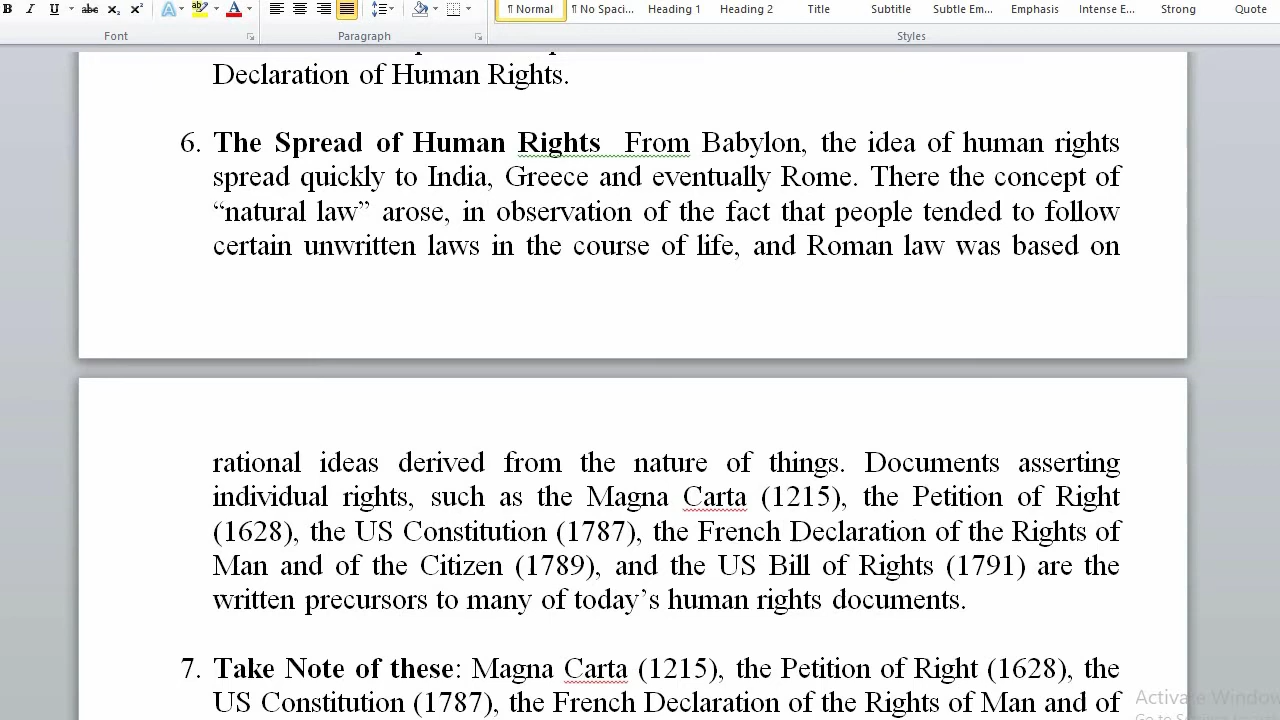 B I U abc x₂ x² A A
¶ Normal ¶ No Spaci... Heading 1 Heading 2 Title Subtitle Subtle Em... Emphasis Intense E... Strong Quote
Font Paragraph Styles
Declaration of Human Rights.
6. The Spread of Human Rights From Babylon, the idea of human rights
spread quickly to India, Greece and eventually Rome. There the concept of
“natural law” arose, in observation of the fact that people tended to follow
certain unwritten laws in the course of life, and Roman law was based on
rational ideas derived from the nature of things. Documents asserting
individual rights, such as the Magna Carta (1215), the Petition of Right
(1628), the US Constitution (1787), the French Declaration of the Rights of
Man and of the Citizen (1789), and the US Bill of Rights (1791) are the
written precursors to many of today’s human rights documents.
7. Take Note of these: Magna Carta (1215), the Petition of Right (1628), the
US Constitution (1787), the French Declaration of the Rights of Man and of
Activate Window